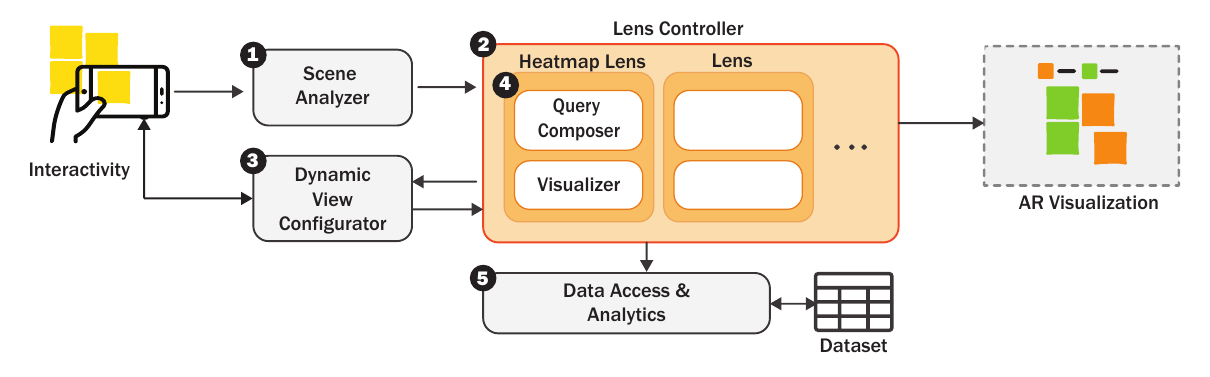 Lens Controller
1
Scene
Analyzer
2
Heatmap Lens
Lens
4
Query
Composer
Visualizer
...
Interactivity
3
Dynamic
View
Configurator
AR Visualization
5
Data Access &
Analytics
Dataset